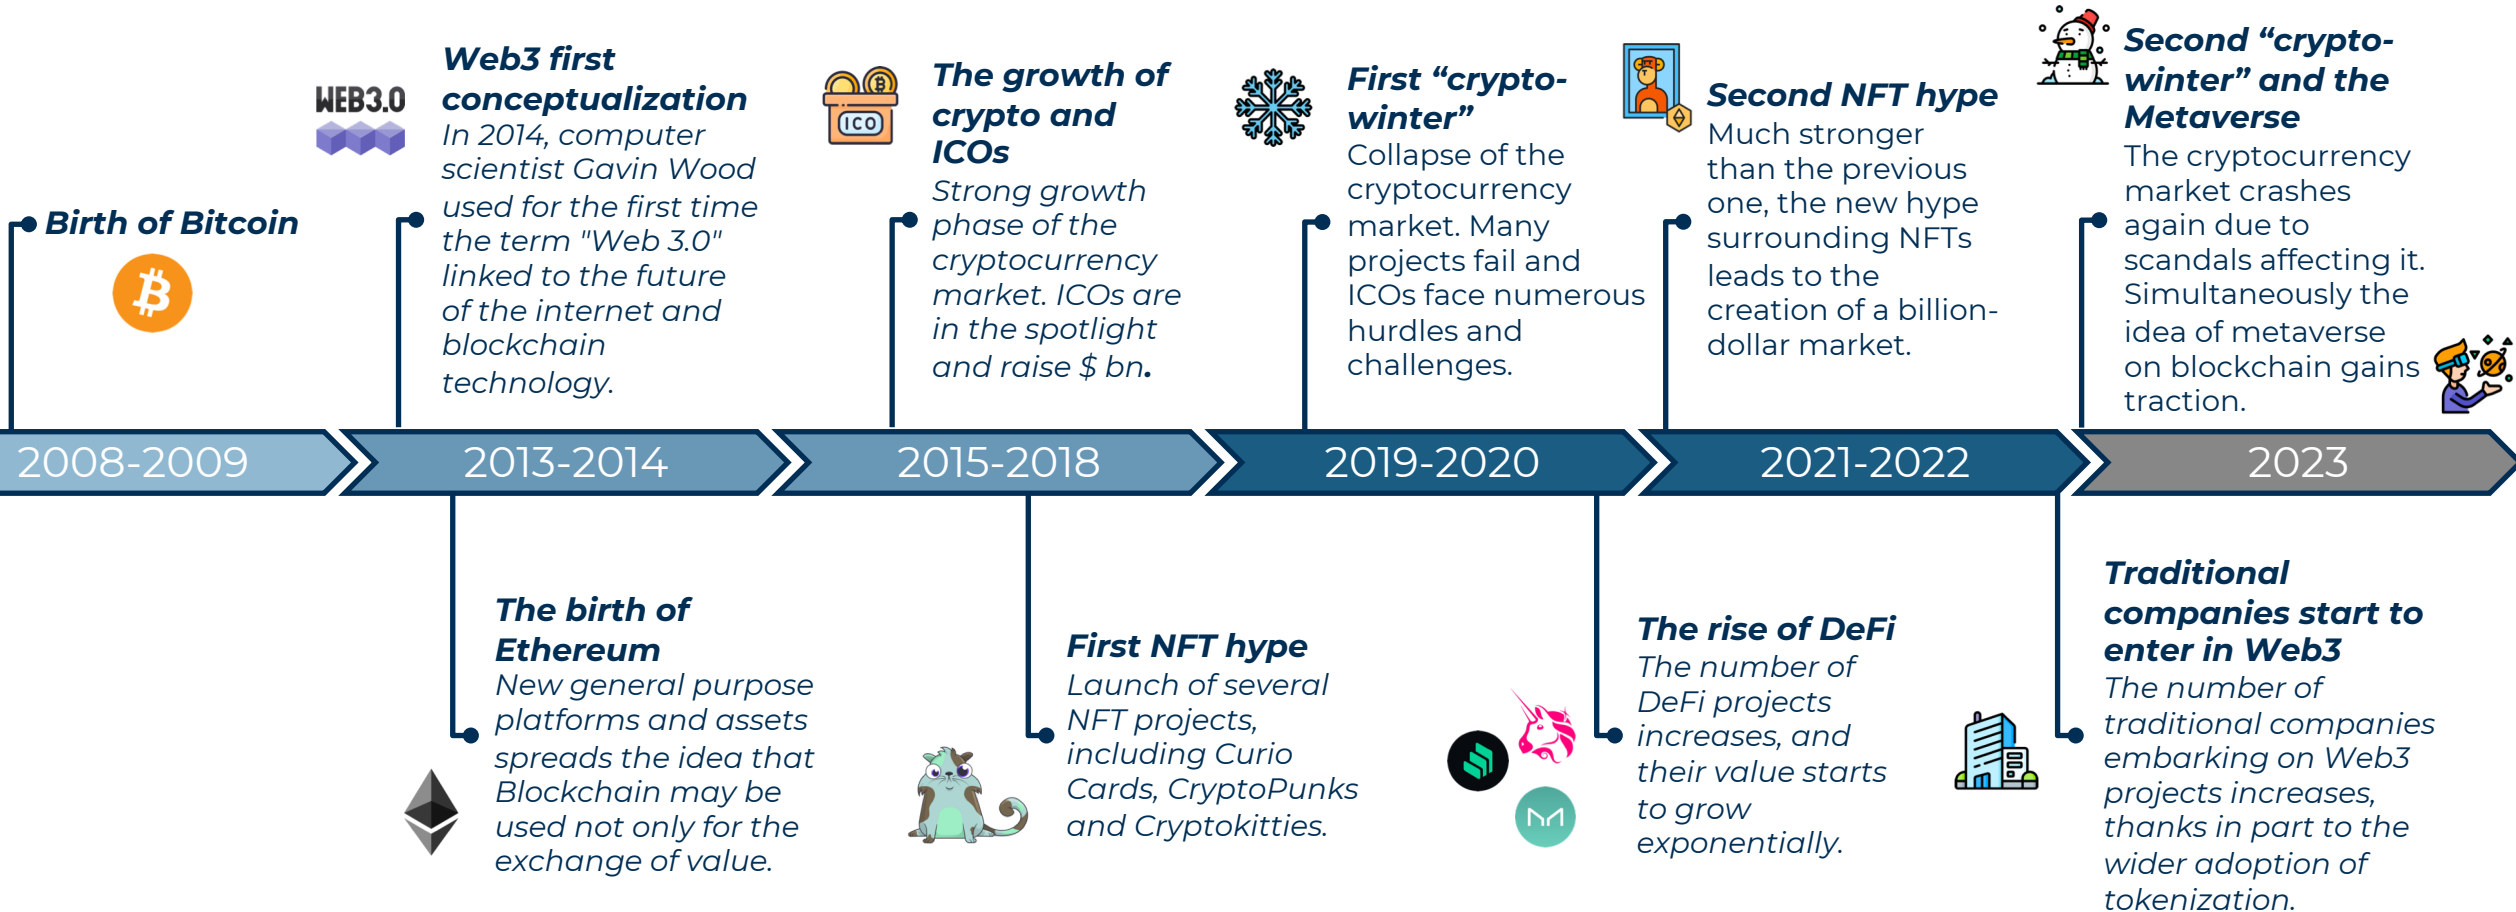 Birth of Bitcoin
WEB3.0
Web3 first
conceptualization
In 2014, computer
scientist Gavin Wood
used for the first time
the term "Web 3.0"
linked to the future
of the internet and
blockchain
technology.
ICO
The growth of
crypto and
ICOs
Strong growth
phase of the
cryptocurrency
market. ICOs are
in the spotlight
and raise $ bn.
First “crypto-
winter”
Collapse of the
cryptocurrency
market. Many
projects fail and
ICOs face numerous
hurdles and
challenges.
Second NFT hype
Much stronger
than the previous
one, the new hype
surrounding NFTs
leads to the
creation of a billion-
dollar market.
Second “crypto-
winter” and the
Metaverse
The cryptocurrency
market crashes
again due to
scandals affecting it.
Simultaneously the
idea of metaverse
on blockchain gains
traction.
2008-2009
2013-2014
2015-2018
2019-2020
2021-2022
2023
The birth of
Ethereum
New general purpose
platforms and assets
spreads the idea that
Blockchain may be
used not only for the
exchange of value.
First NFT hype
Launch of several
NFT projects,
including Curio
Cards, CryptoPunks
and Cryptokitties.
The rise of DeFi
The number of
DeFi projects
increases, and
their value starts
to grow
exponentially.
Traditional
companies start to
enter in Web3
The number of
traditional companies
embarking on Web3
projects increases,
thanks in part to the
wider adoption of
tokenization.